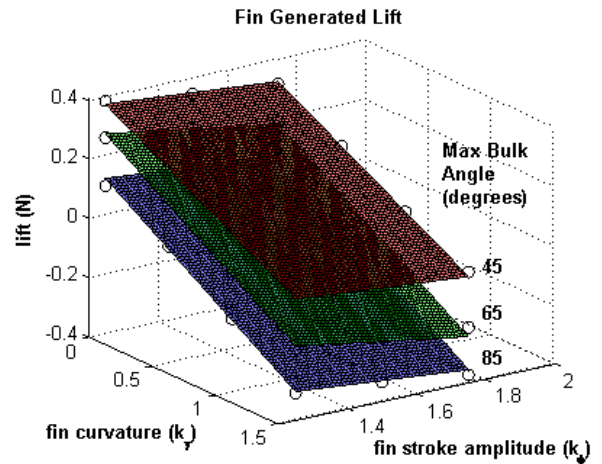 Fin Generated Lift
0.4
0.2
0
-0.2
-0.4
lift (N)
Max Bulk
Angle
(degrees)
45
65
85
0
0.5
1
1.5
fin curvature (k
1.4
1.6
1.8
2
fin stroke amplitude (k